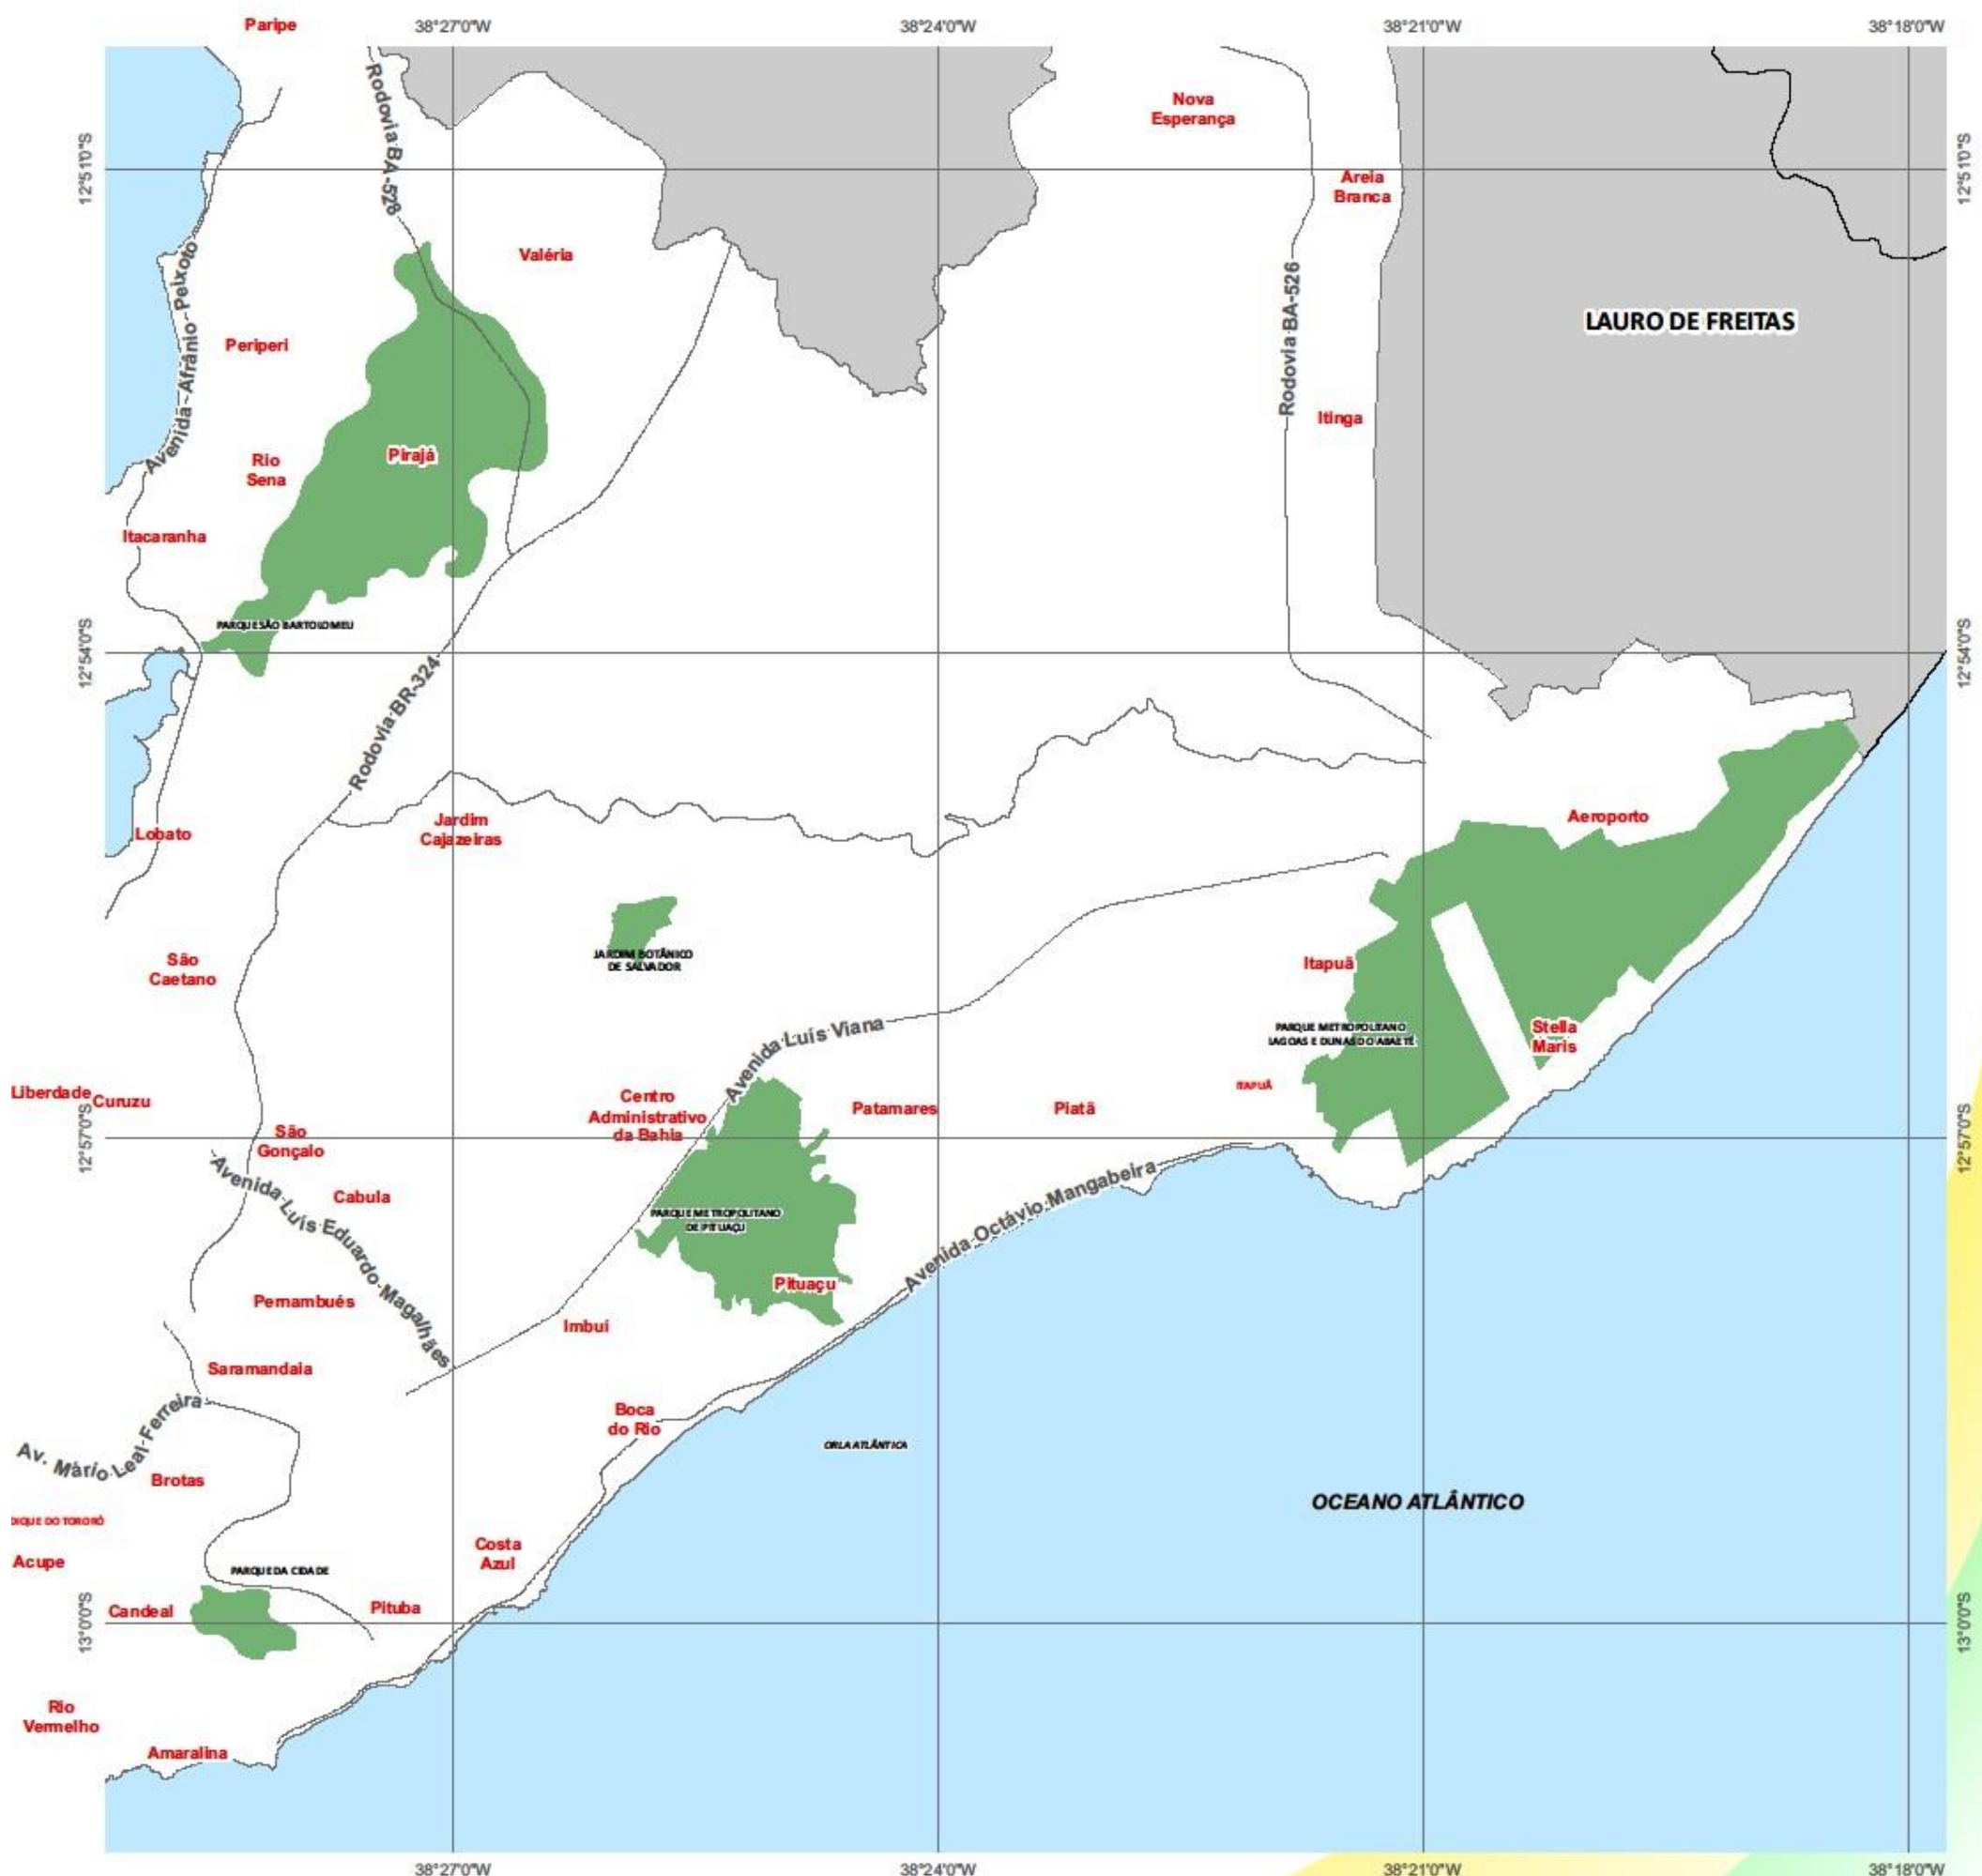 Paripe
38°27'0"W
38°24'0"W
38°21'0"W
38°18'0"W
Rodovia BA-528
Nova
Esperança
12°51'0"S
12°51'0"S
Areia
Branca
Valéria
Avenida Afrânio Peixoto
Rodovia BA-526
LAURO DE FREITAS
Periperi
Itinga
Pirajá
Rio
Sena
Itacaranha
PARQUE SÃO BARTOLOMEU
12°54'0"S
12°54'0"S
Rodovia BR-324
Lobato
Jardim
Cajazeiras
Aeroporto
JARDIM BOTÂNICO
DE SALVADOR
São
Caetano
Itapuã
Avenida Luís Viana
PARQUE METROPOLITANO
LAGOAS E DUNAS DO ABAETÉ
Stella
Maris
Liberdade
Curuzu
Centro
Administrativo
da Bahia
Patamares
Piatã
ITAPUÃ
12°57'0"S
12°57'0"S
São
Gonçalo
Avenida Luís Eduardo Magalhães
Cabula
PARQUE METROPOLITANO
DE PITUAÇU
Avenida Octávio Mangabeira
Pituaçu
Pernambués
Imbuí
Saramandaia
Boca
do Rio
Av. Mário Leal Ferreira
ORLA ATLÂNTICA
Brotas
OCEANO ATLÂNTICO
DIQUE DO TORORÓ
Acupe
Costa
Azul
PARQUE DA CIDADE
Candeal
Pituba
13°0'0"S
13°0'0"S
Rio
Vermelho
Amaralina
38°27'0"W
38°24'0"W
38°21'0"W
38°18'0"W